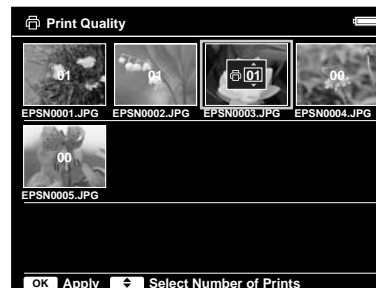 Print Quality
01 01 01 00
EPSN0001.JPG EPSN0002.JPG EPSN0003.JPG EPSN0004.JPG
00
EPSN0005.JPG
OK Apply Select Number of Prints